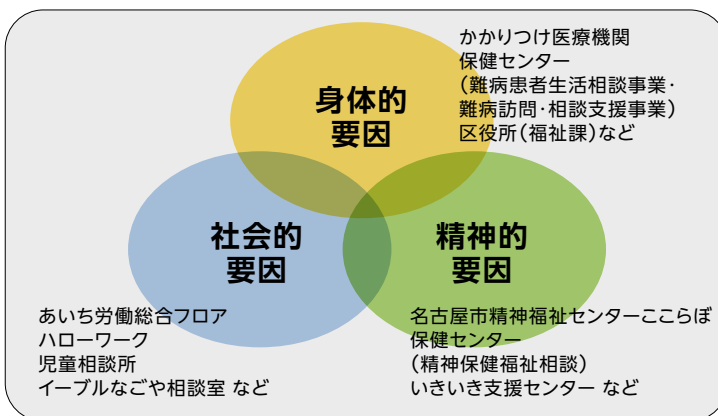 かかりつけ医療機関
保健センター
（難病患者生活相談事業・
難病訪問・相談支援事業）
区役所（福祉課）など
身体的
要因
社会的
要因
精神的
要因
あいち労働総合フロア
ハローワーク
児童相談所
イーブルなごや相談室 など
名古屋市精神福祉センターここらぼ
保健センター
（精神保健福祉相談）
いきいき支援センター など